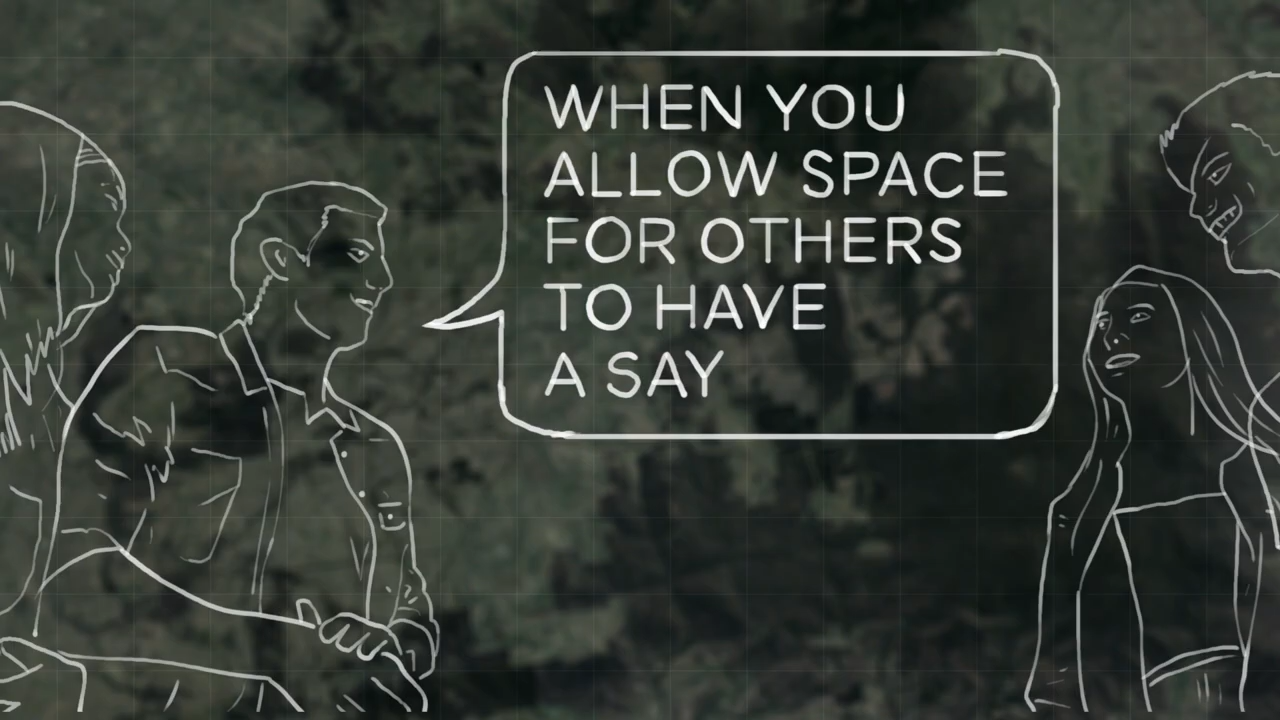 WHEN YOU
ALLOW SPACE
FOR OTHERS
TO HAVE
A SAY